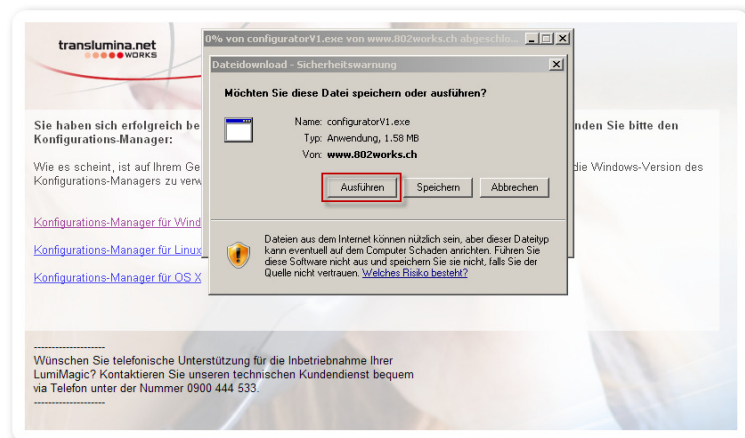 translumina.net
WORKS
0% von configuratorV1.exe von www.802works.ch abgeschlo...
Dateidownload - Sicherheitswarnung
Möchten Sie diese Datei speichern oder ausführen?
Name: configuratorV1.exe
Typ: Anwendung, 1.58 MB
Von: www.802works.ch
Ausführen
Speichern
Abbrechen
Dateien aus dem Internet können nützlich sein, aber dieser Dateityp
kann eventuell auf dem Computer Schaden anrichten. Führen Sie
diese Software nicht aus und speichern Sie sie nicht, falls Sie der
Quelle nicht vertrauen. Welches Risiko besteht?
Sie haben sich erfolgreich be nden Sie bitte den
Konfigurations-Manager:
Wie es scheint, ist auf Ihrem Ge die Windows-Version des
Konfigurations-Managers zu verw
Konfigurations-Manager für Wind
Konfigurations-Manager für Linux
Konfigurations-Manager für OS X
--------------------
Wünschen Sie telefonische Unterstützung für die Inbetriebnahme Ihrer
LumiMagic? Kontaktieren Sie unseren technischen Kundendienst bequem
via Telefon unter der Nummer 0900 444 533.
--------------------